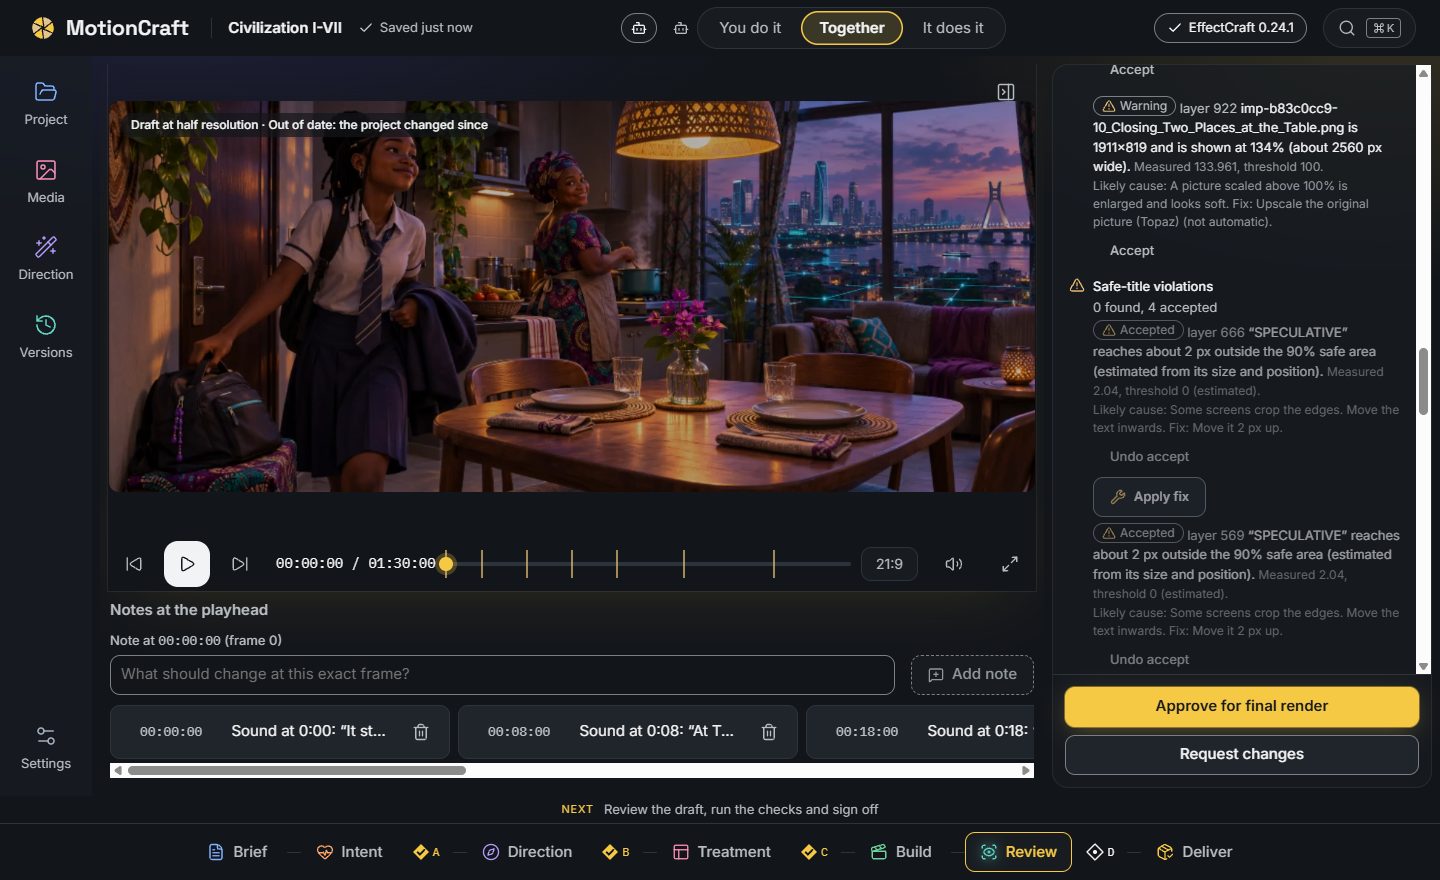 MotionCraft
Civilization I-VII
Saved just now
You do it
Together
It does it
EffectCraft 0.24.1
⌘K
Project
Media
Direction
Versions
Settings
Draft at half resolution · Out of date: the project changed since
00:00:00 / 01:30:00
21:9
Notes at the playhead
Note at 00:00:00 (frame 0)
What should change at this exact frame?
Add note
00:00:00 Sound at 0:00: “It st...
00:08:00 Sound at 0:08: “At T...
00:18:00 Sound at 0:18:
Accept
Warning layer 922 imp-b83c0cc9-
10_Closing_Two_Places_at_the_Table.png is
1911×819 and is shown at 134% (about 2560 px
wide). Measured 133.961, threshold 100.
Likely cause: A picture scaled above 100% is
enlarged and looks soft. Fix: Upscale the original
picture (Topaz) (not automatic).
Accept
Safe-title violations
0 found, 4 accepted
Accepted layer 666 “SPECULATIVE”
reaches about 2 px outside the 90% safe area
(estimated from its size and position). Measured
2.04, threshold 0 (estimated).
Likely cause: Some screens crop the edges. Move the
text inwards. Fix: Move it 2 px up.
Undo accept
Apply fix
Accepted layer 569 “SPECULATIVE” reaches
about 2 px outside the 90% safe area (estimated
from its size and position). Measured 2.04,
threshold 0 (estimated).
Likely cause: Some screens crop the edges. Move the
text inwards. Fix: Move it 2 px up.
Undo accept
Approve for final render
Request changes
NEXT Review the draft, run the checks and sign off
Brief
Intent
A
Direction
B
Treatment
C
Build
Review
D
Deliver